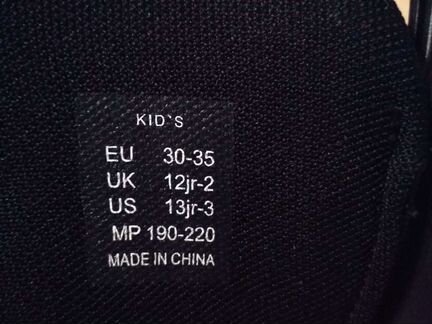 KID`S
EU 30-35
UK 12jr-2
US 13jr-3
MP 190-220
MADE IN CHINA